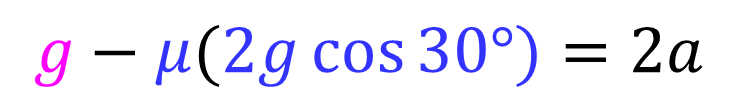 g − μ(2g cos 30°) = 2a